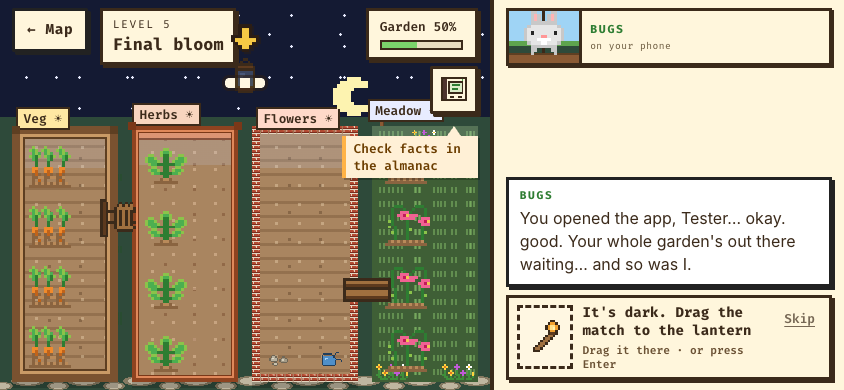 ← Map
LEVEL 5
Final bloom
Garden 50%
Veg ☀
Herbs ☀
Flowers ☀
Meadow
Check facts in
the almanac
BUGS
on your phone
BUGS
You opened the app, Tester... okay.
good. Your whole garden's out there
waiting... and so was I.
It's dark. Drag the
match to the lantern
Skip
Drag it there · or press
Enter